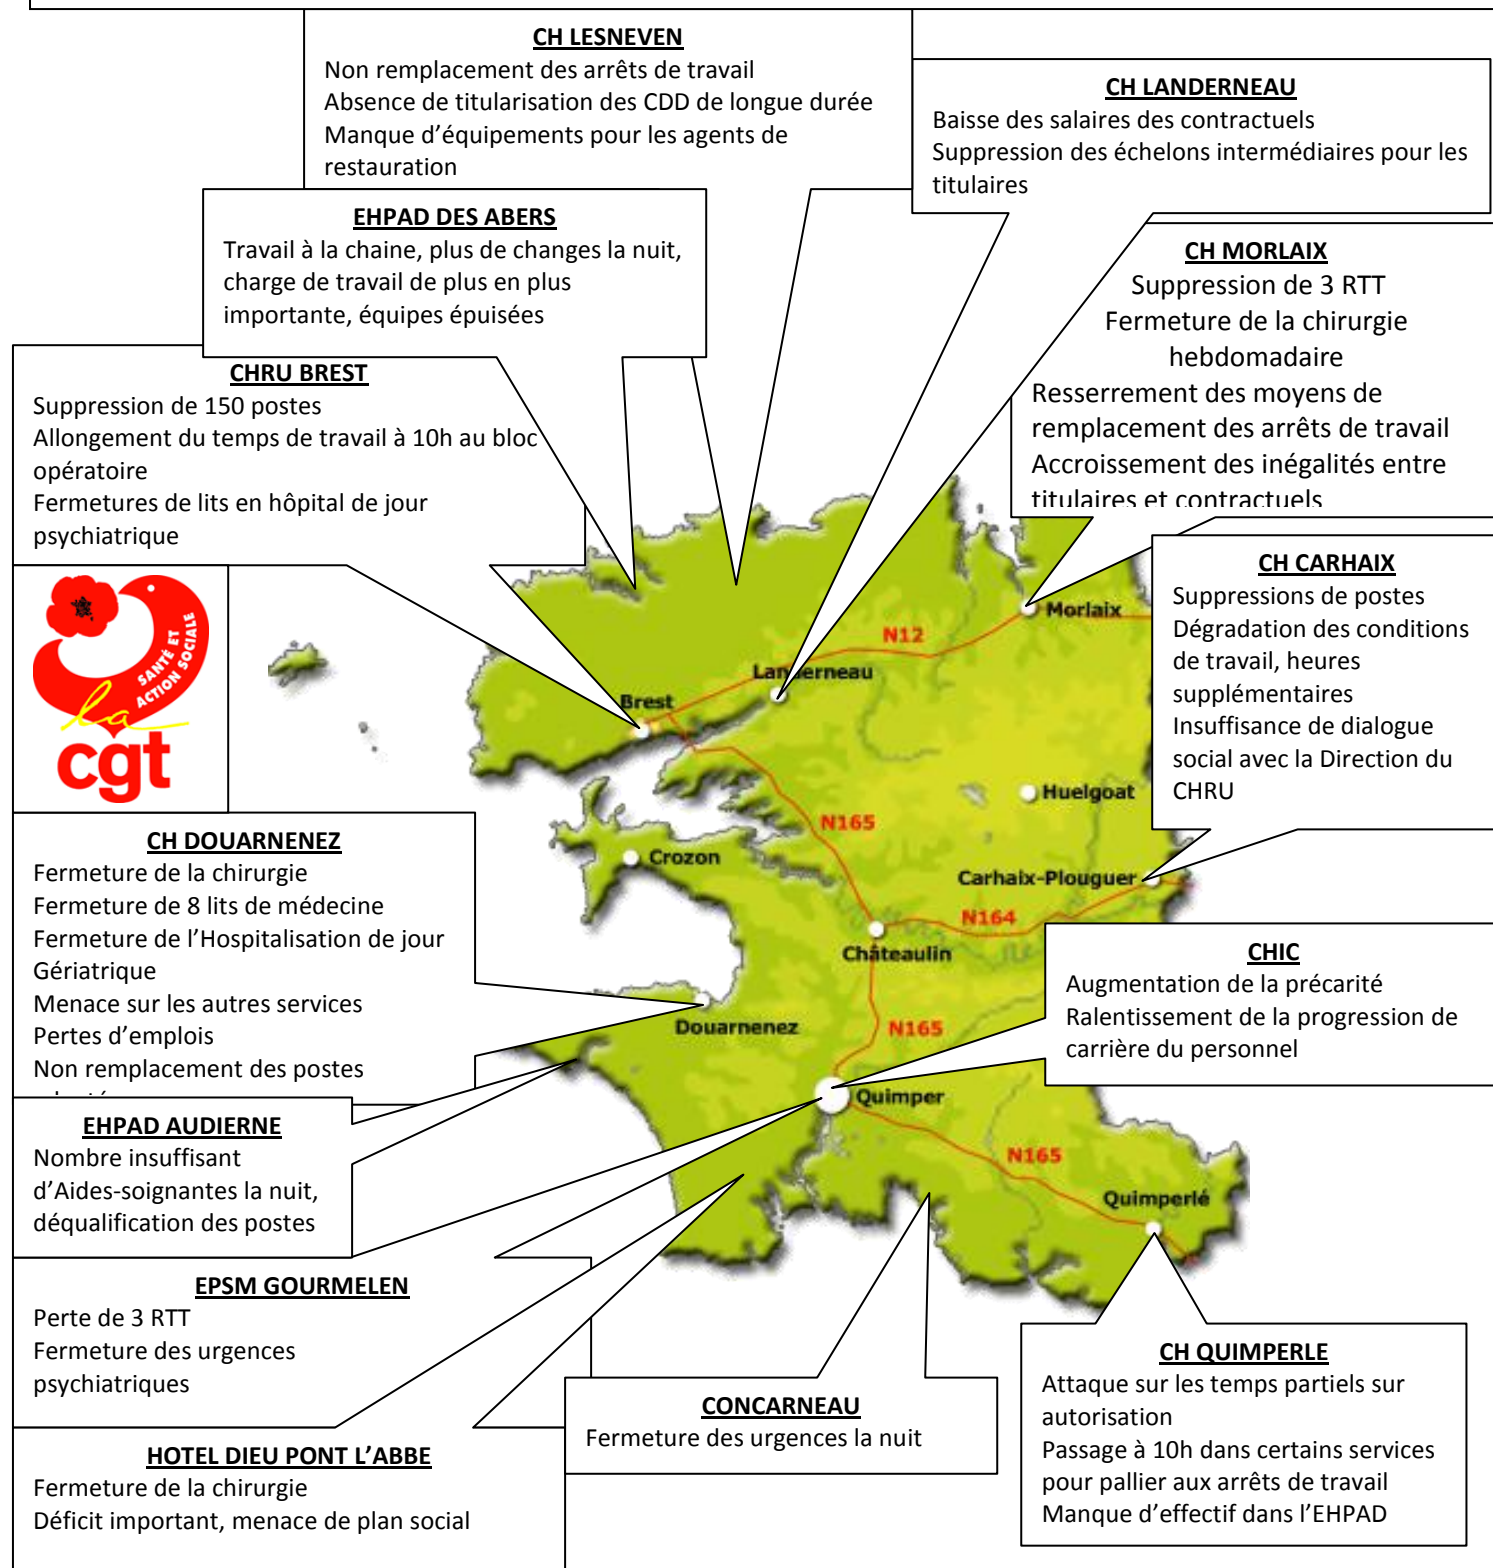 CH LESNEVEN
Non remplacement des arrêts de travail
Absence de titularisation des CDD de longue durée
Manque d'équipements pour les agents de
restauration
CH LANDERNEAU
Baisse des salaires des contractuels
Suppression des échelons intermédiaires pour les
titulaires
EHPAD DES ABERS
Travail à la chaine, plus de changes la nuit,
charge de travail de plus en plus
importante, équipes épuisées
CH MORLAIX
Suppression de 3 RTT
Fermeture de la chirurgie
hebdomadaire
Resserrement des moyens de
remplacement des arrêts de travail
Accroissement des inégalités entre
titulaires et contractuels
CHRU BREST
Suppression de 150 postes
Allongement du temps de travail à 10h au bloc
opératoire
Fermetures de lits en hôpital de jour
psychiatrique
SANTÉ ET
ACTION SOCIALE
la
cgt
CH CARHAIX
Suppressions de postes
Dégradation des conditions
de travail, heures
supplémentaires
Insuffisance de dialogue
social avec la Direction du
CHRU
Morlaix
N12
Landerneau
Brest
Huelgoat
N165
Crozon
Carhaix-Plouguer
N164
Châteaulin
Douarnenez
N165
Quimper
N165
Quimperlé
CH DOUARNENEZ
Fermeture de la chirurgie
Fermeture de 8 lits de médecine
Fermeture de l'Hospitalisation de jour
Gériatrique
Menace sur les autres services
Pertes d'emplois
Non remplacement des postes
CHIC
Augmentation de la précarité
Ralentissement de la progression de
carrière du personnel
EHPAD AUDIERNE
Nombre insuffisant
d'Aides-soignantes la nuit,
déqualification des postes
EPSM GOURMELEN
Perte de 3 RTT
Fermeture des urgences
psychiatriques
HOTEL DIEU PONT L'ABBE
Fermeture de la chirurgie
Déficit important, menace de plan social
CONCARNEAU
Fermeture des urgences la nuit
CH QUIMPERLE
Attaque sur les temps partiels sur
autorisation
Passage à 10h dans certains services
pour pallier aux arrêts de travail
Manque d'effectif dans l'EHPAD